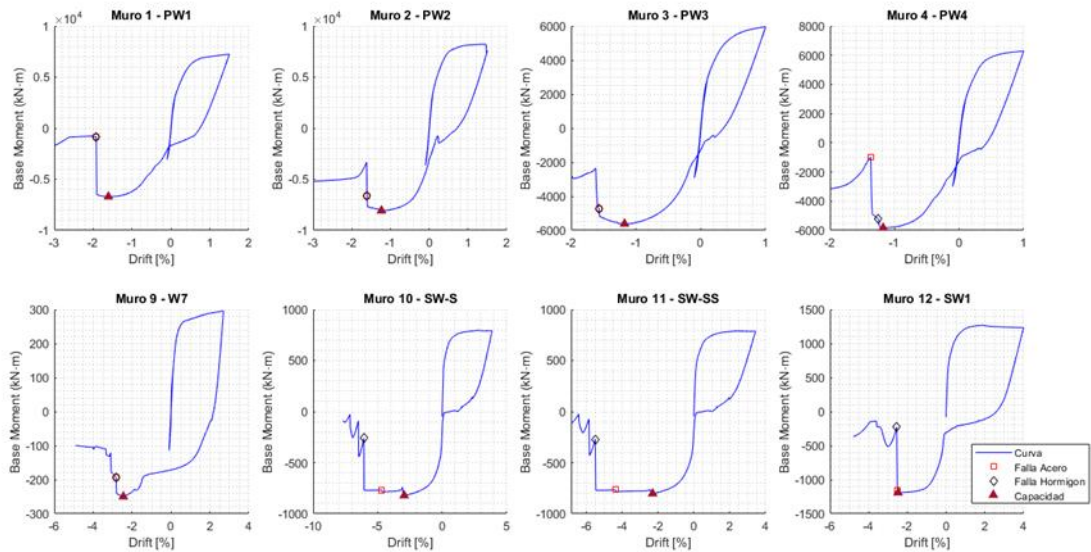 Muro 1 - PW1
×10⁴
1
0.5
0
-0.5
-1
-3 -2 -1 0 1 2
Base Moment (kN·m)
Drift [%]
Muro 2 - PW2
×10⁴
1
0.5
0
-0.5
-1
-3 -2 -1 0 1 2
Base Moment (kN·m)
Drift [%]
Muro 3 - PW3
6000
4000
2000
0
-2000
-4000
-6000
-2 -1 0 1
Base Moment (kN·m)
Drift [%]
Muro 4 - PW4
8000
6000
4000
2000
0
-2000
-4000
-6000
-2 -1 0 1
Base Moment (kN·m)
Drift [%]
Muro 9 - W7
300
200
100
0
-100
-200
-300
-6 -4 -2 0 2 4
Base Moment (kN·m)
Drift [%]
Muro 10 - SW-S
1000
500
0
-500
-1000
-10 -5 0 5
Base Moment (kN·m)
Drift [%]
Muro 11 - SW-SS
1000
500
0
-500
-1000
-6 -4 -2 0 2 4
Base Moment (kN·m)
Drift [%]
Muro 12 - SW1
1500
1000
500
0
-500
-1000
-1500
-6 -4 -2 0 2 4
Base Moment (kN·m)
Drift [%]
Curva
Falla Acero
Falla Hormigon
Capacidad